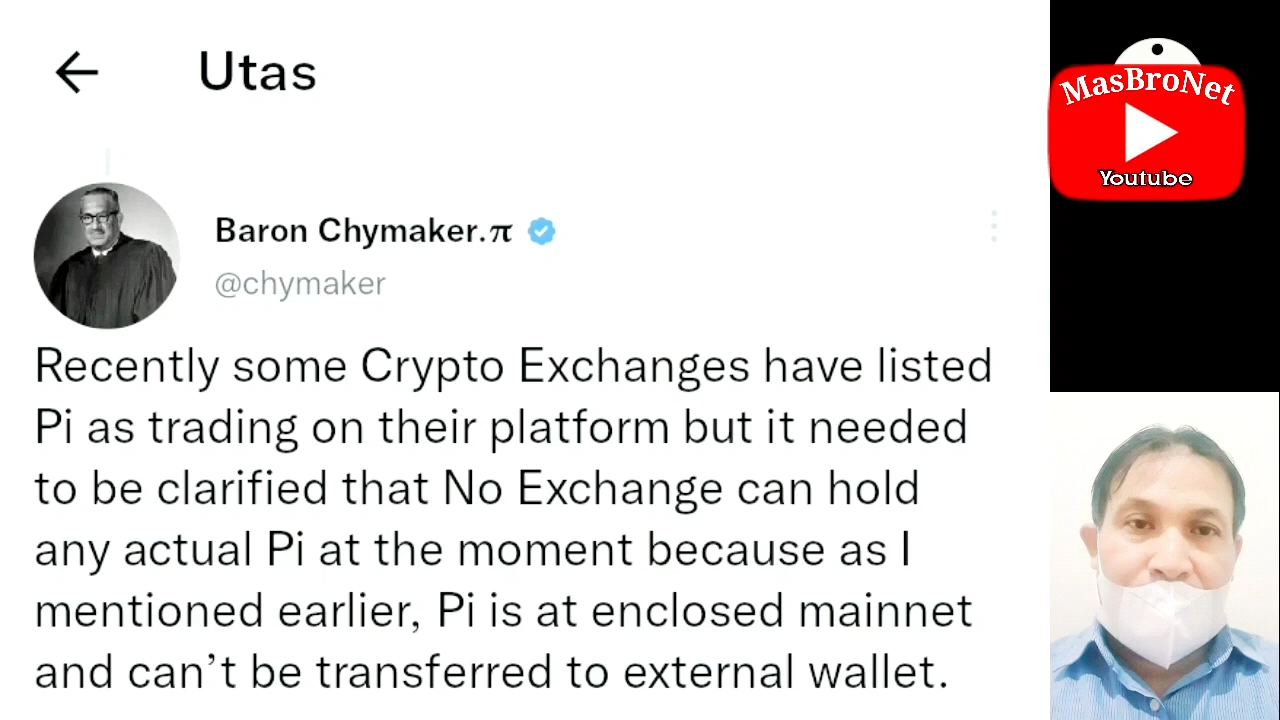 Utas
Baron Chymaker.π
@chymaker
Recently some Crypto Exchanges have listed
Pi as trading on their platform but it needed
to be clarified that No Exchange can hold
any actual Pi at the moment because as I
mentioned earlier, Pi is at enclosed mainnet
and can’t be transferred to external wallet.
MasBroNet
Youtube